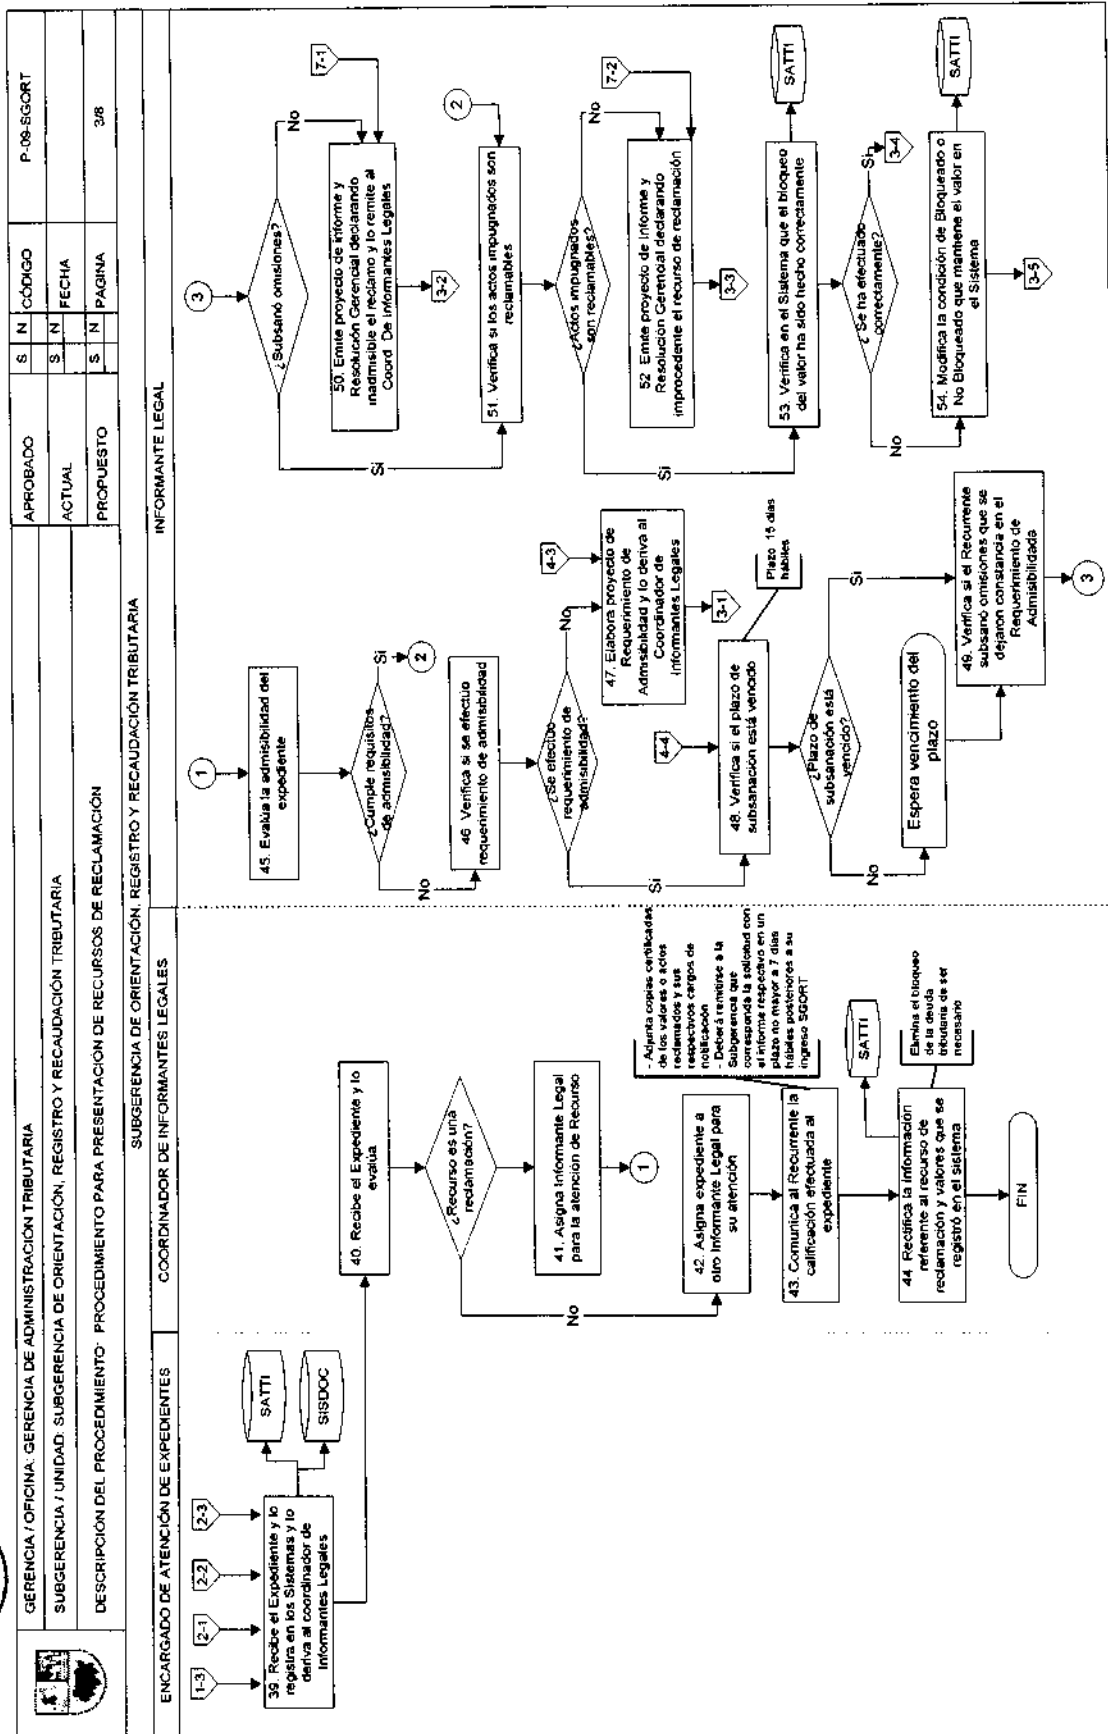 GERENCIA / OFICINA: GERENCIA DE ADMINISTRACIÓN TRIBUTARIA
APROBADO
S
N
CÓDIGO
P-09-SGORT
SUBGERENCIA / UNIDAD: SUBGERENCIA DE ORIENTACIÓN, REGISTRO Y RECAUDACIÓN TRIBUTARIA
ACTUAL
S
N
FECHA
DESCRIPCIÓN DEL PROCEDIMIENTO: PROCEDIMIENTO PARA PRESENTACIÓN DE RECURSOS DE RECLAMACIÓN
PROPUESTO
S
N
PAGINA
3/8
SUBGERENCIA DE ORIENTACIÓN, REGISTRO Y RECAUDACIÓN TRIBUTARIA
ENCARGADO DE ATENCIÓN DE EXPEDIENTES
COORDINADOR DE INFORMANTES LEGALES
INFORMANTE LEGAL
1-3
2-1
2-2
2-3
39. Recibe el Expediente y lo
registra en los Sistemas y lo
deriva al coordinador de
Informantes Legales
SATTI
SISDOC
40. Recibe el Expediente y lo
evalúa
¿Recurso es una
reclamación?
41. Asigna Informante Legal
para la atención de Recurso
1
No
42. Asigna expediente a
otro Informante Legal para
su atención
43. Comunica al Recurrente la
calificación efectuada al
expediente
- Adjunta copias certificadas
de los valores o actos
reclamados y sus
respectivos cargos de
notificación
- Deberá remitirse a la
Subgerencia que
corresponda la solicitud con
el informe respectivo en un
plazo no mayor a 7 días
hábiles posteriores a su
ingreso SGORT
44. Rectifica la información
referente al recurso de
reclamación y valores que se
registró en el sistema
SATTI
Elimina el bloqueo
de la deuda
tributaria de ser
necesario
FIN
1
45. Evalúa la admisibilidad del
expediente
¿Cumple requisitos
de admisibilidad?
Si
2
No
46. Verifica si se efectúo
requerimiento de admisibilidad
¿Se efectúo
requerimiento de
admisibilidad?
No
4-3
47. Elabora proyecto de
Requerimiento de
Admisibilidad y lo deriva al
Coordinador de
Informantes Legales
3-1
Si
4-4
48. Verifica si el plazo de
subsanación está vencido
Plazo 15 días
hábiles
¿Plazo de
subsanación está
vencido?
No
Si
Espera vencimiento del
plazo
49. Verifica si el Recurrente
subsanó omisiones que se
dejaron constancia en el
Requerimiento de
Admisibilidada
3
3
¿Subsanó omisiones?
No
7-1
50. Emite proyecto de informe y
Resolución Gerencial declarando
inadmisible el reclamo y lo remite al
Coord. De Informantes Legales
3-2
Si
2
51. Verifica si los actos impugnados son
reclamables
¿Actos impugnados
son reclamables?
No
7-2
52 Emite proyecto de informe y
Resolución Gerencial declarando
improcedente el recurso de reclamación
3-3
Si
53. Verifica en el Sistema que el bloqueo
del valor ha sido hecho correctamente
SATTI
¿Se ha efectuado
correctamente?
Si
3-4
No
54. Modifica la condición de Bloqueado o
No Bloqueado que mantiene el valor en
el Sistema
SATTI
3-5